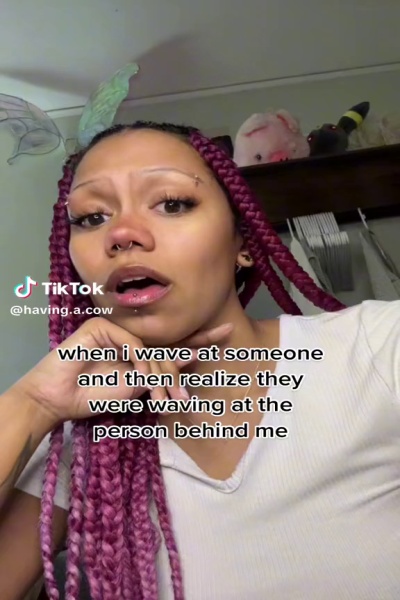 TikTok
@having.a.cow
when i wave at someone
and then realize they
were waving at the
person behind me